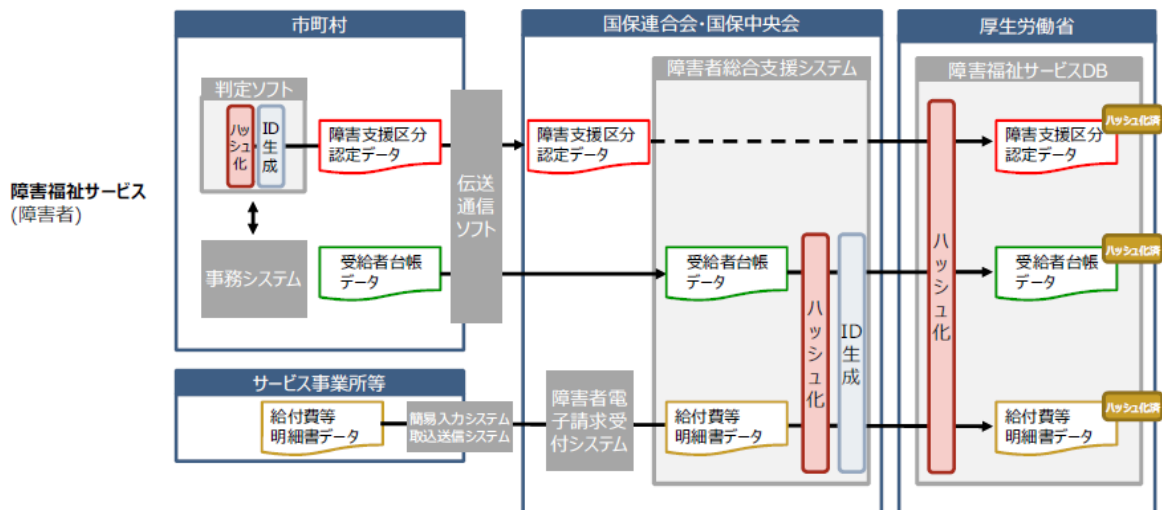 市町村
国保連合会・国保中央会
厚生労働省
障害者総合支援システム
障害福祉サービスDB
判定ソフト
ハッシュ化
ID生成
障害支援区分
認定データ
障害支援区分
認定データ
ハッシュ化済
障害支援区分
認定データ
伝送
通信
ソフト
障害福祉サービス
(障害者)
事務システム
受給者台帳
データ
受給者台帳
データ
ハッシュ化
ID生成
ハッシュ化
ハッシュ化済
受給者台帳
データ
サービス事業所等
給付費等
明細書データ
簡易入力システム
取込送信システム
障害者電
子請求受
付システム
給付費等
明細書データ
ハッシュ化済
給付費等
明細書データ